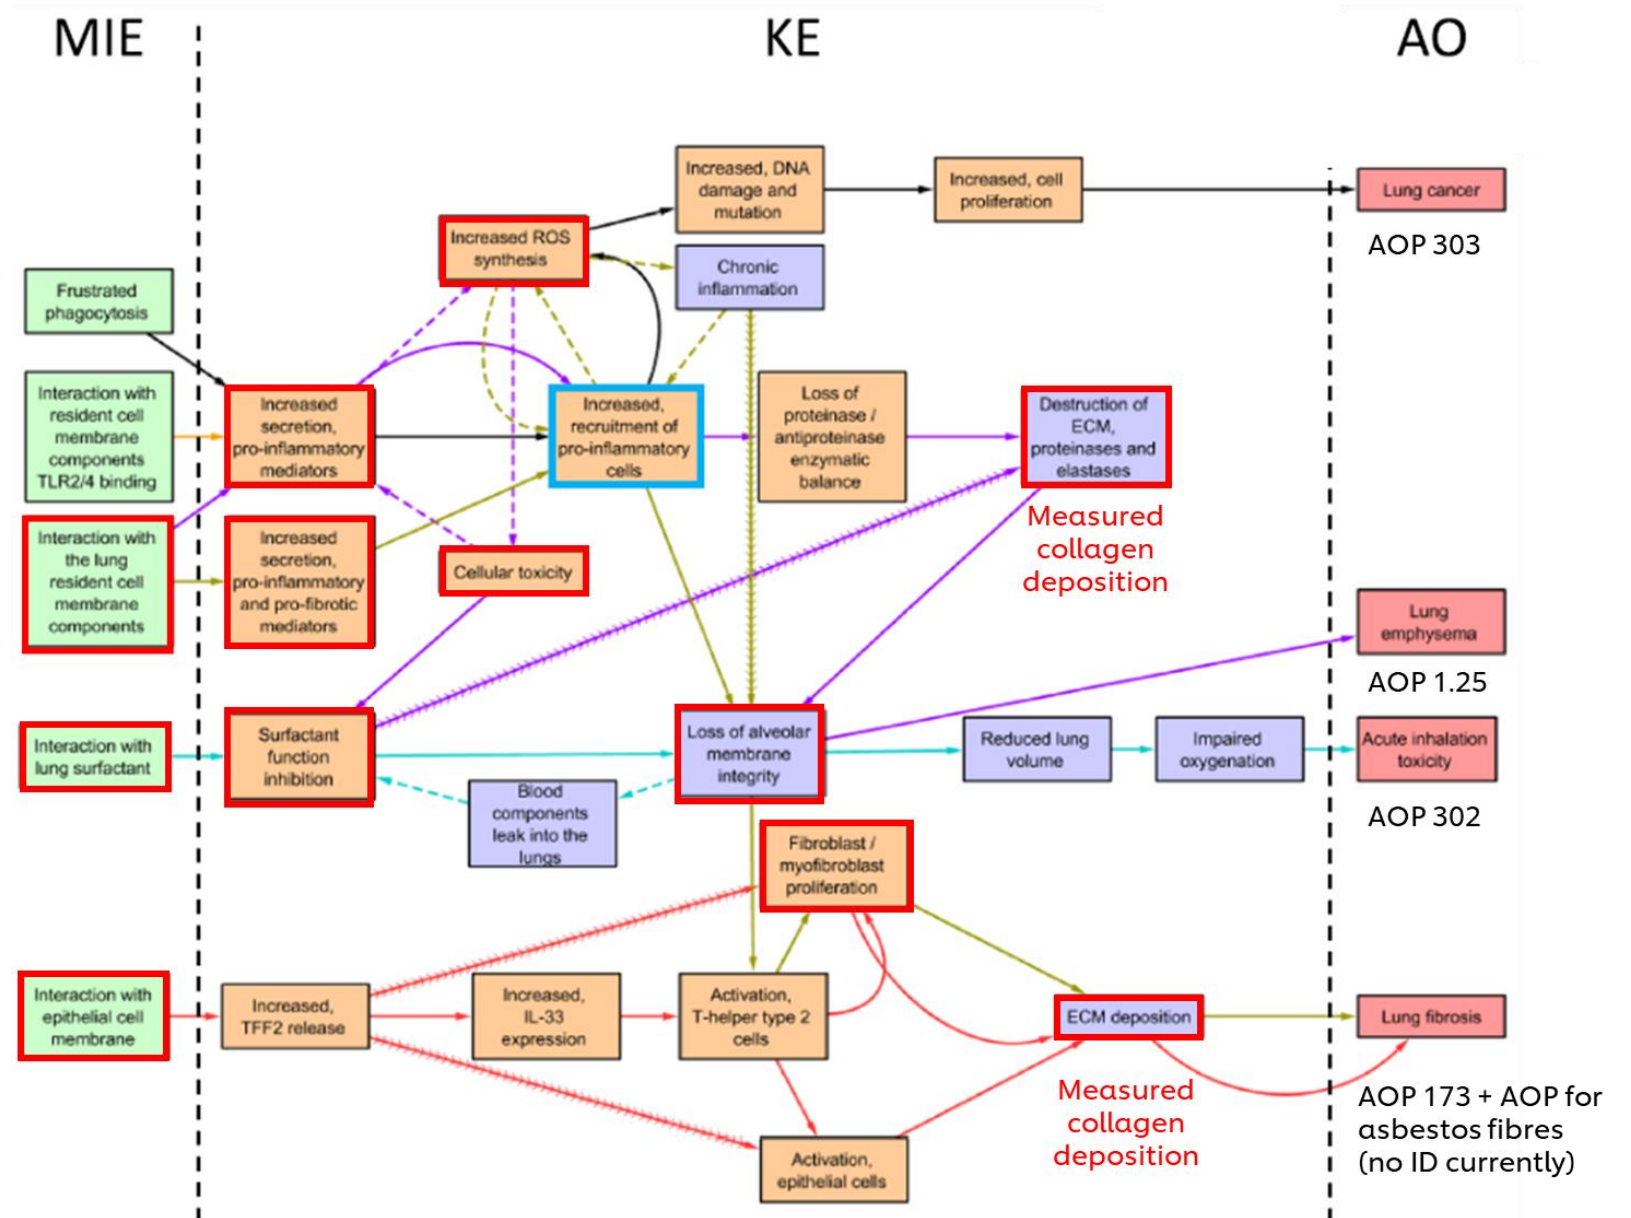 MIE
KE
AO
Increased, DNA
damage and
mutation
Increased, cell
proliferation
Lung cancer
AOP 303
Increased ROS
synthesis
Chronic
inflammation
Frustrated
phagocytosis
Interaction with
resident cell
membrane
components
TLR2/4 binding
Increased
secretion,
pro-inflammatory
mediators
Increased,
recruitment of
pro-inflammatory
cells
Loss of
proteinase /
antiproteinase
enzymatic
balance
Destruction of
ECM,
proteinases and
elastases
Measured
collagen
deposition
Interaction with
the lung
resident cell
membrane
components
Increased
secretion,
pro-inflammatory
and pro-fibrotic
mediators
Cellular toxicity
Lung
emphysema
AOP 1.25
Interaction with
lung surfactant
Surfactant
function
inhibition
Loss of alveolar
membrane
integrity
Reduced lung
volume
Impaired
oxygenation
Acute inhalation
toxicity
AOP 302
Blood
components
leak into the
lungs
Fibroblast /
myofibroblast
proliferation
Interaction with
epithelial cell
membrane
Increased,
TFF2 release
Increased,
IL-33
expression
Activation,
T-helper type 2
cells
ECM deposition
Lung fibrosis
Measured
collagen
deposition
AOP 173 + AOP for
asbestos fibres
(no ID currently)
Activation,
epithelial cells